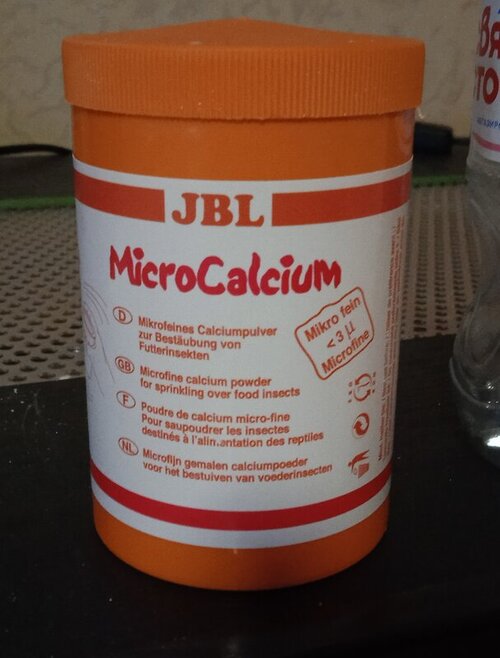 JBL
MicroCalcium
Mikro fein
<3 µ
Microfine
D
Mikrofeines Calciumpulver
zur Bestäubung von
Futterinsekten
GB
Microfine calcium powder
for sprinkling over food insects
F
Poudre de calcium micro-fine
Pour saupoudrer les insectes
destinés à l'alimentation des reptiles
NL
Microfijn gemalen calciumpoeder
voor het bestuiven van voederinsecten